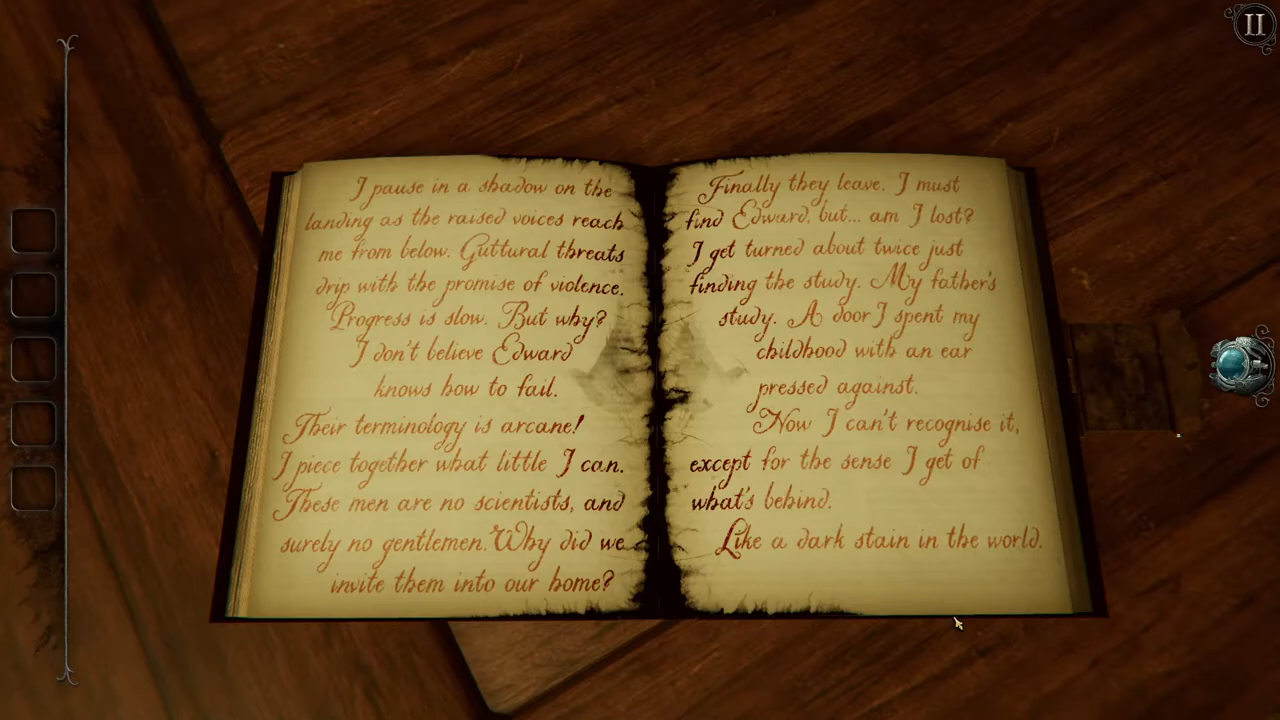 I pause in a shadow on the
landing as the raised voices reach
me from below. Guttural threats
drip with the promise of violence.
Progress is slow. But why?
I don't believe Edward
knows how to fail.
Their terminology is arcane!
I piece together what little I can.
These men are no scientists, and
surely no gentlemen. Why did we
invite them into our home?
Finally they leave. I must
find Edward, but... am I lost?
I get turned about twice just
finding the study. My father's
study. A door I spent my
childhood with an ear
pressed against.
Now I can't recognise it,
except for the sense I get of
what's behind.
Like a dark stain in the world.
II